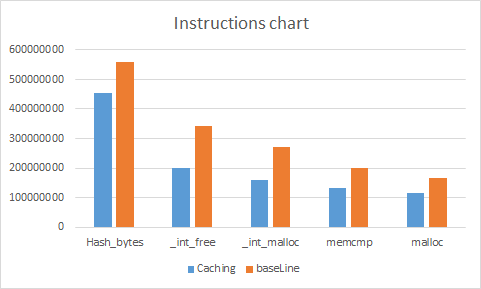 Instructions chart
600000000
500000000
400000000
300000000
200000000
100000000
0
Hash_bytes _int_free _int_malloc memcmp malloc
Caching baseLine